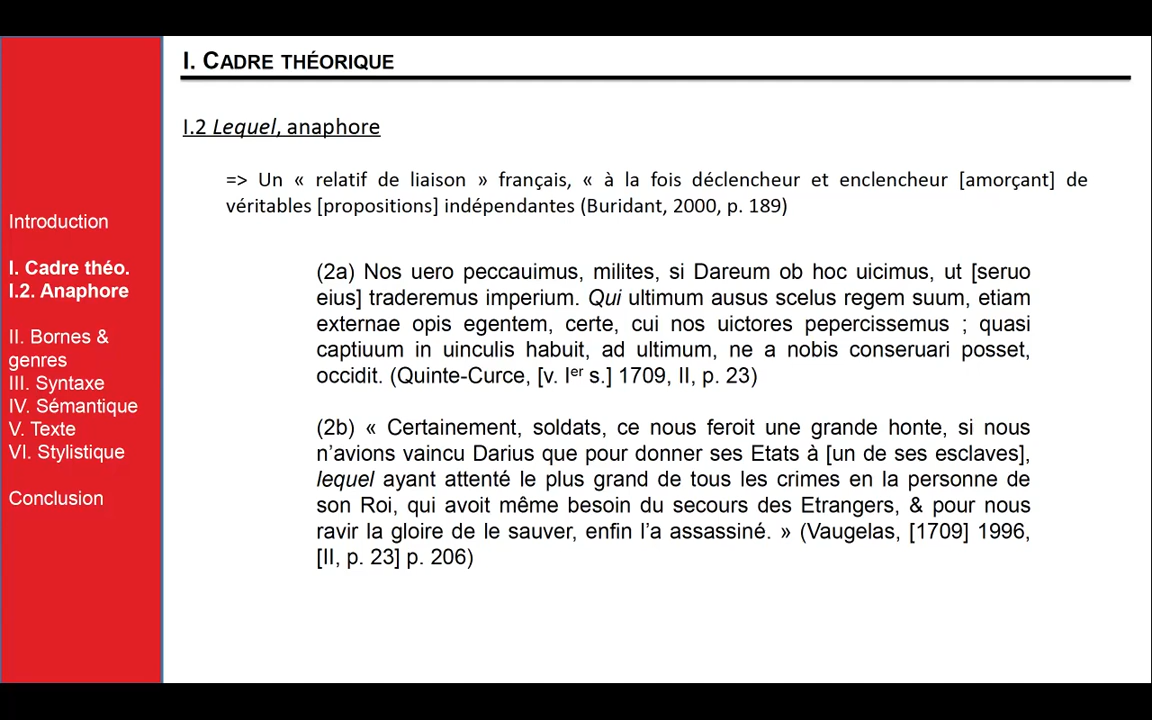 I. CADRE THÉORIQUE
I.2 Lequel, anaphore
=> Un « relatif de liaison » français, « à la fois déclencheur et enclencheur [amorçant] de
véritables [propositions] indépendantes (Buridant, 2000, p. 189)
Introduction
I. Cadre théo.
I.2. Anaphore
II. Bornes &
genres
III. Syntaxe
IV. Sémantique
V. Texte
VI. Stylistique
Conclusion
(2a) Nos uero peccauimus, milites, si Dareum ob hoc uicimus, ut [seruo
eius] traderemus imperium. Qui ultimum ausus scelus regem suum, etiam
externae opis egentem, certe, cui nos uictores pepercissemus ; quasi
captiuum in uinculis habuit, ad ultimum, ne a nobis conseruari posset,
occidit. (Quinte-Curce, [v. Ier s.] 1709, II, p. 23)
(2b) « Certainement, soldats, ce nous feroit une grande honte, si nous
n'avions vaincu Darius que pour donner ses Etats à [un de ses esclaves],
lequel ayant attenté le plus grand de tous les crimes en la personne de
son Roi, qui avoit même besoin du secours des Etrangers, & pour nous
ravir la gloire de le sauver, enfin l'a assassiné. » (Vaugelas, [1709] 1996,
[II, p. 23] p. 206)